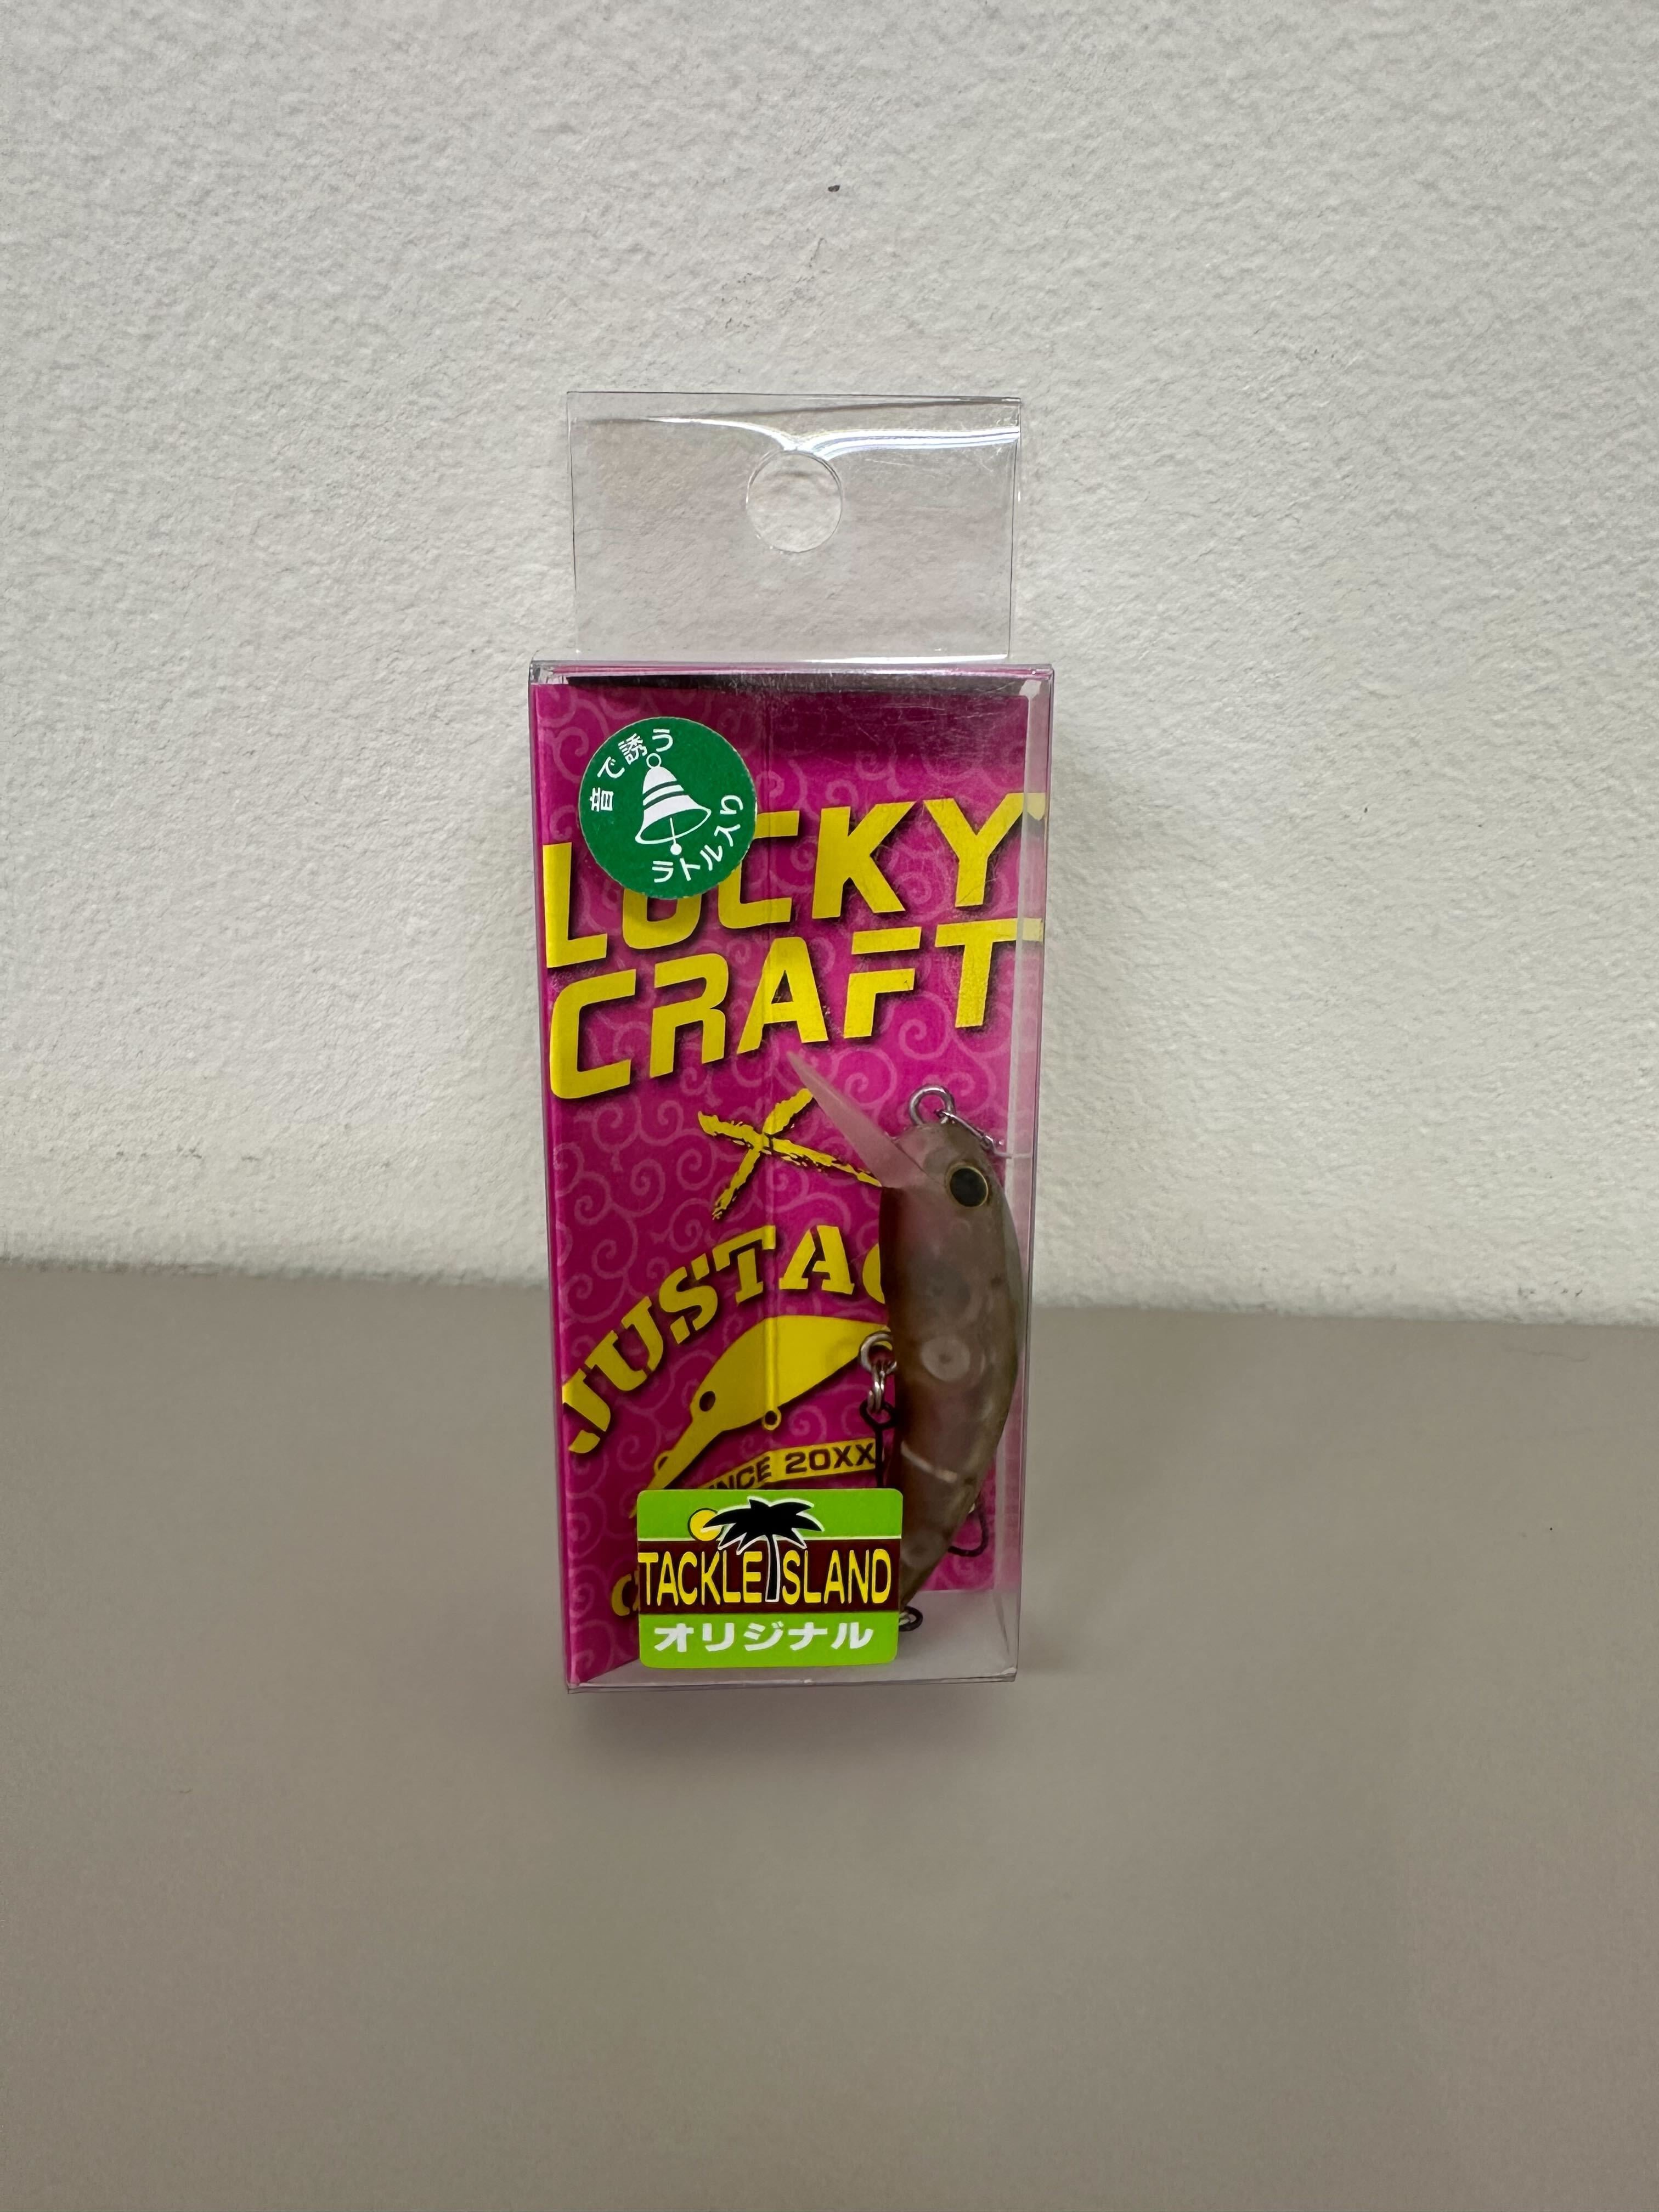 音で誘う
ラトル入り
LUCKY
CRAFT
×
JUSTAC
NCE 20XX
TACKLE ISLAND
オリジナル